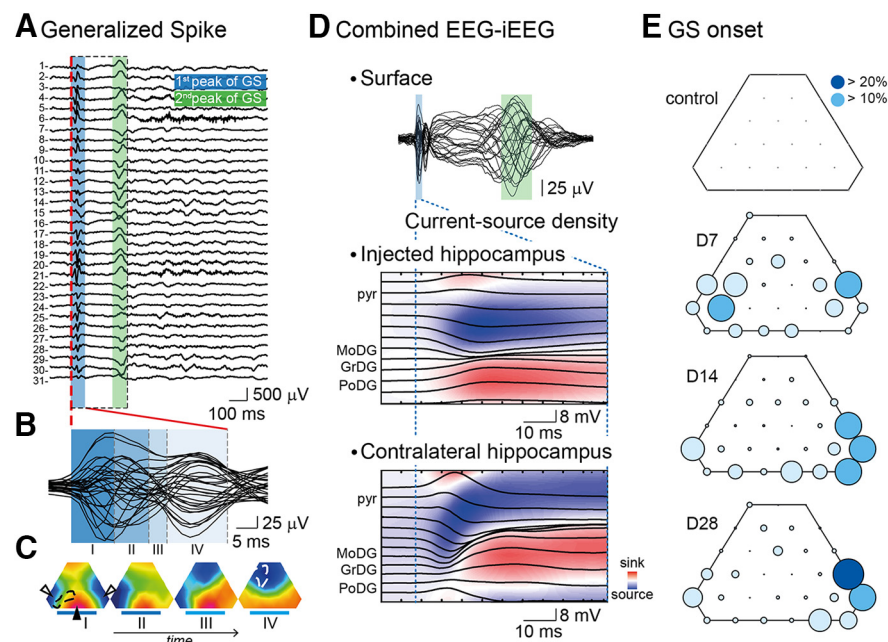 A Generalized Spike
1-
2-
3-
4-
5-
6-
7-
8-
9-
10-
11-
12-
13-
14-
15-
16-
17-
18-
19-
20-
21-
22-
23-
24-
25-
26-
27-
28-
29-
30-
31-
1st peak of GS
2nd peak of GS
500 µV
100 ms
B
25 µV
5 ms
I II III IV
C
I II III IV
time
D Combined EEG-iEEG
• Surface
25 µV
Current-source density
• Injected hippocampus
pyr
MoDG
GrDG
PoDG
8 mV
10 ms
• Contralateral hippocampus
pyr
MoDG
GrDG
PoDG
sink
source
8 mV
10 ms
E GS onset
> 20%
> 10%
control
D7
D14
D28